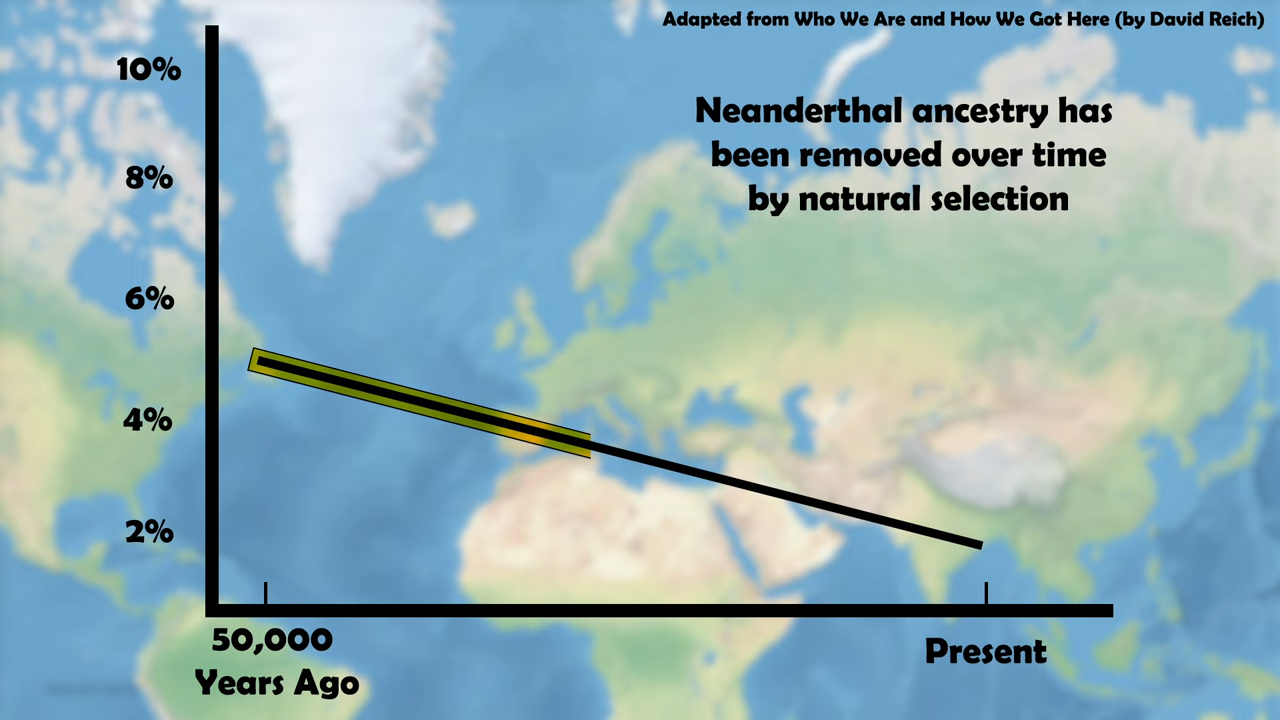 Adapted from Who We Are and How We Got Here (by David Reich)
10%
Neanderthal ancestry has
been removed over time
by natural selection
8%
6%
4%
2%
50,000
Years Ago
Present